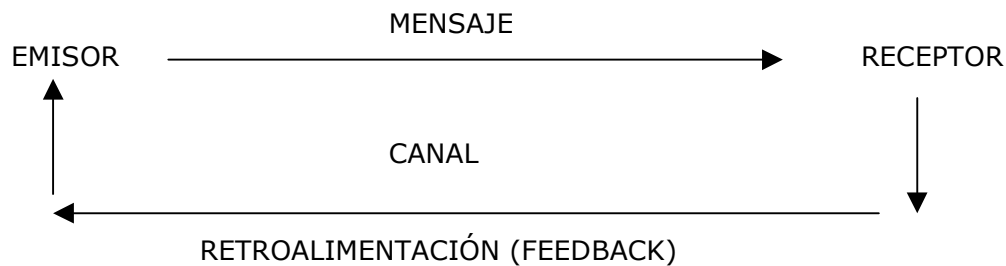 MENSAJE
EMISOR RECEPTOR
CANAL
RETROALIMENTACIÓN (FEEDBACK)